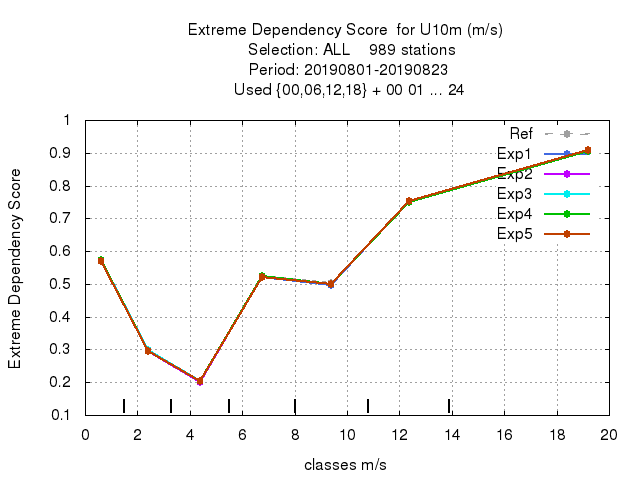 Extreme Dependency Score  for U10m (m/s)
Selection: ALL    989 stations
Period: 20190801-20190823
Used {00,06,12,18} + 00 01 ... 24
Extreme Dependency Score
1
0.9
0.8
0.7
0.6
0.5
0.4
0.3
0.2
0.1
Ref
Exp1
Exp2
Exp3
Exp4
Exp5
0 2 4 6 8 10 12 14 16 18 20
classes m/s